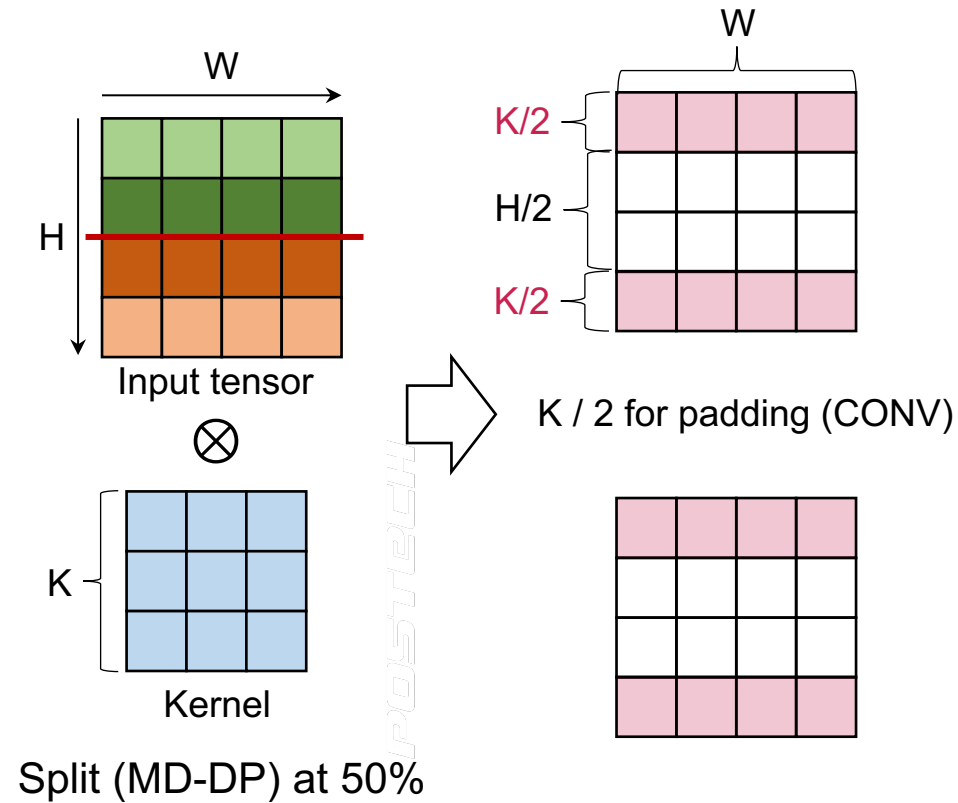 W
H
Input tensor
K
Kernel
Split (MD-DP) at 50%
POSTECH
W
K/2
H/2
K/2
K / 2 for padding (CONV)